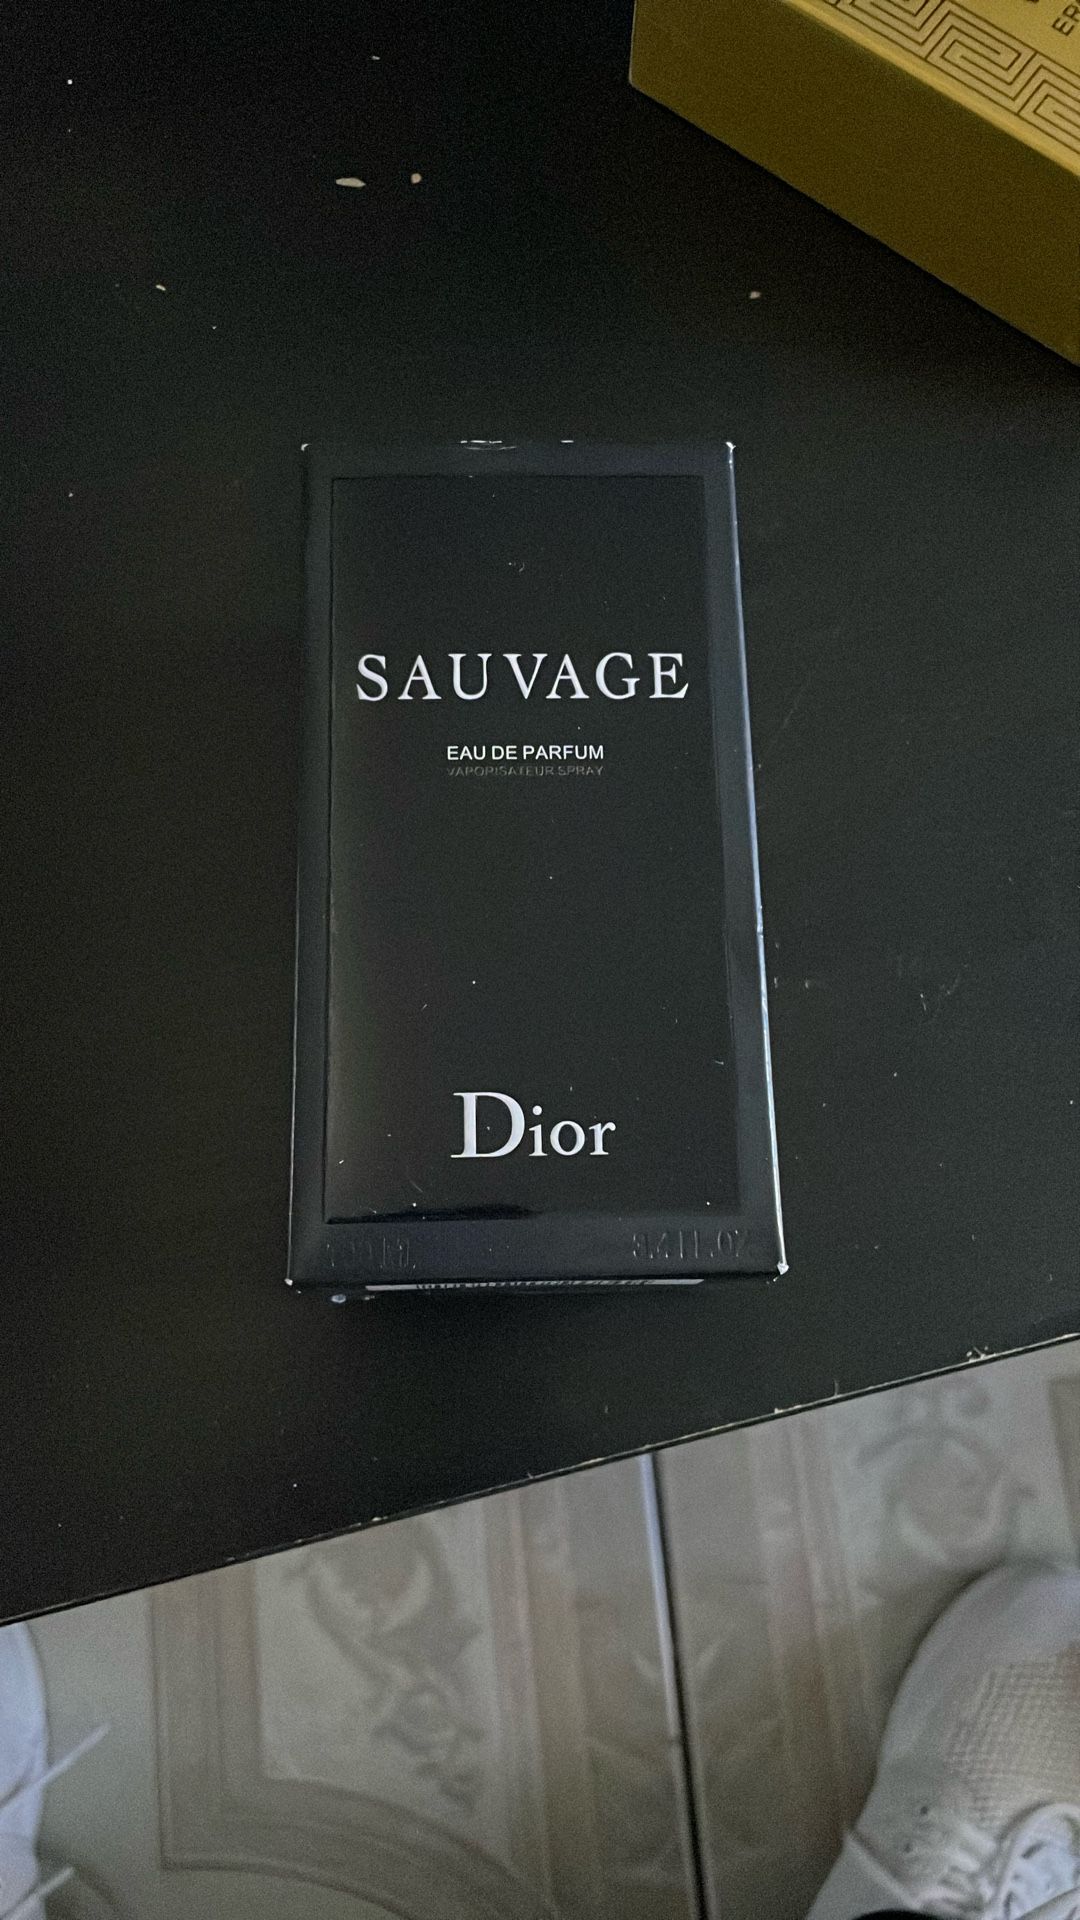 SAUVAGE
EAU DE PARFUM
VAPORISATEUR SPRAY
Dior